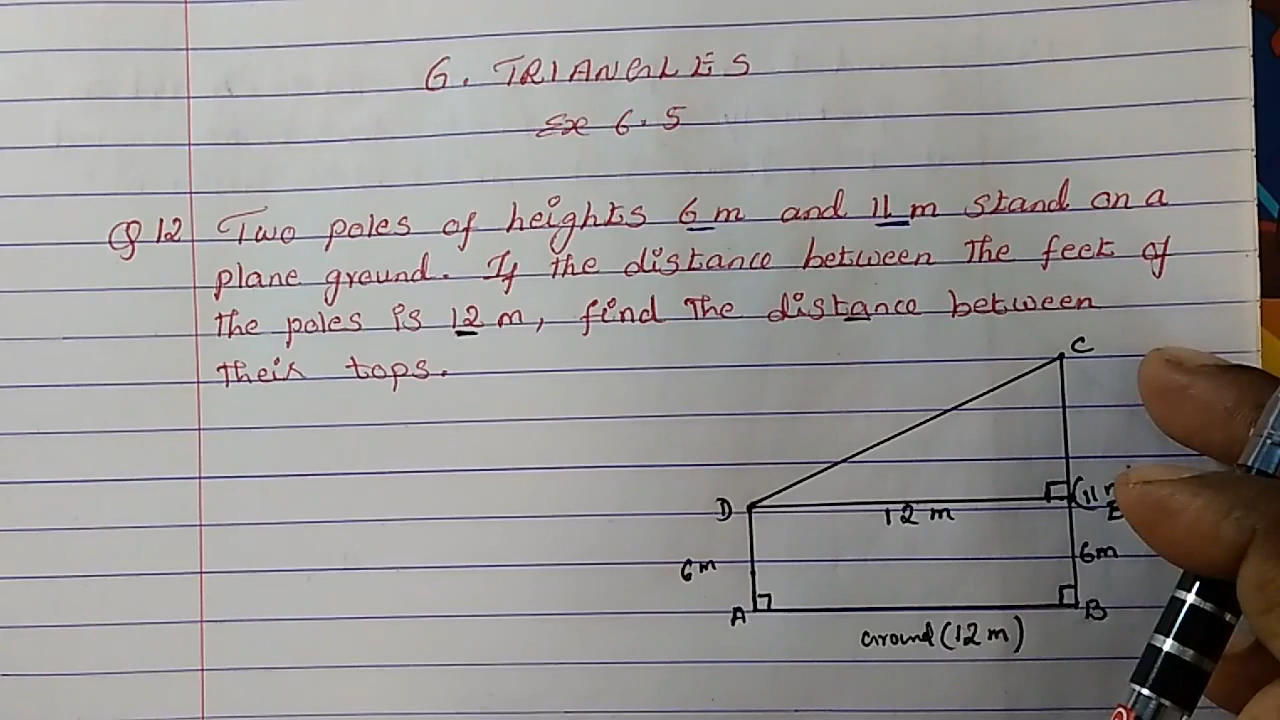 6. TRIANGLES
Ex 6.5
Q 12 Two poles of heights 6 m and 11 m stand on a
plane ground. If the distance between the feet of
the poles is 12 m, find the distance between
their tops.
C
D
12 m
(11 m
E
6m
6m
A
B
Ground (12 m)